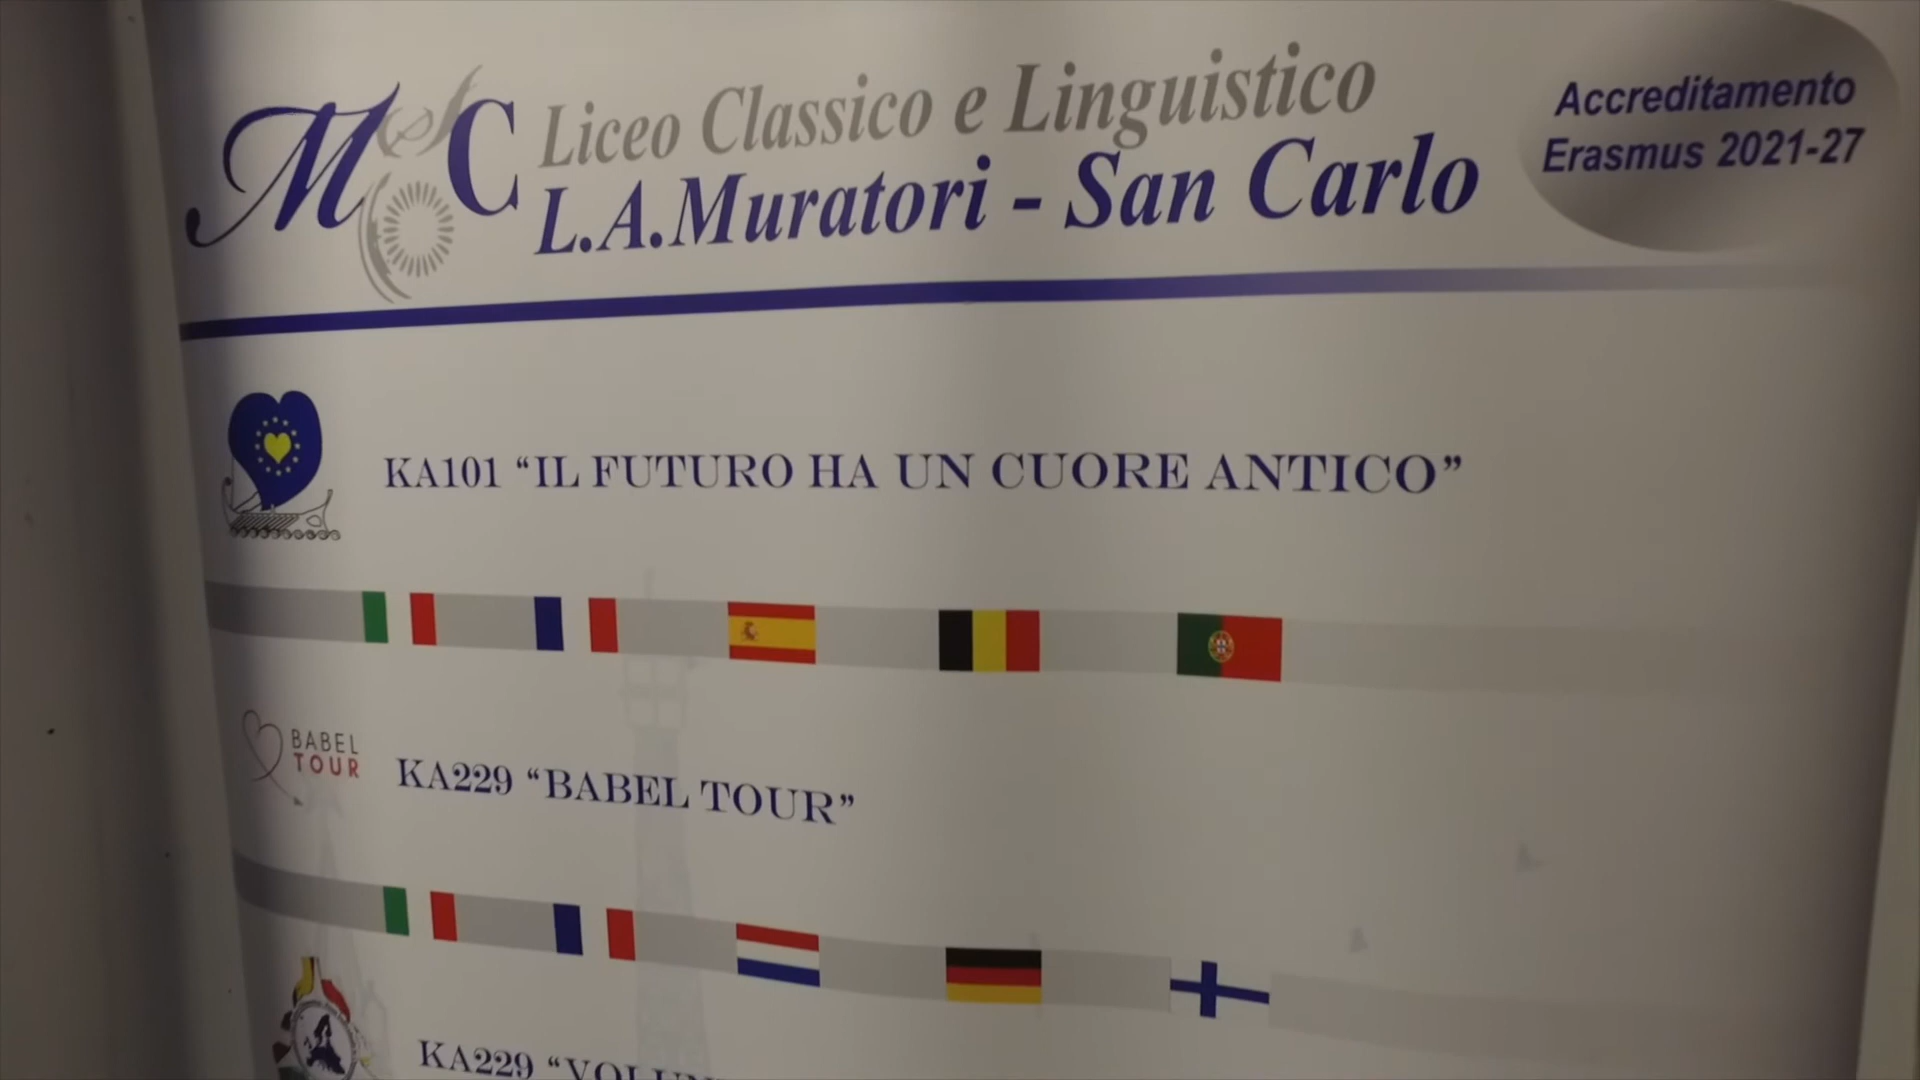 MSC
Liceo Classico e Linguistico
L.A.Muratori - San Carlo
Accreditamento
Erasmus 2021-27
KA101 “IL FUTURO HA UN CUORE ANTICO”
BABEL
TOUR
KA229 “BABEL TOUR”
KA229